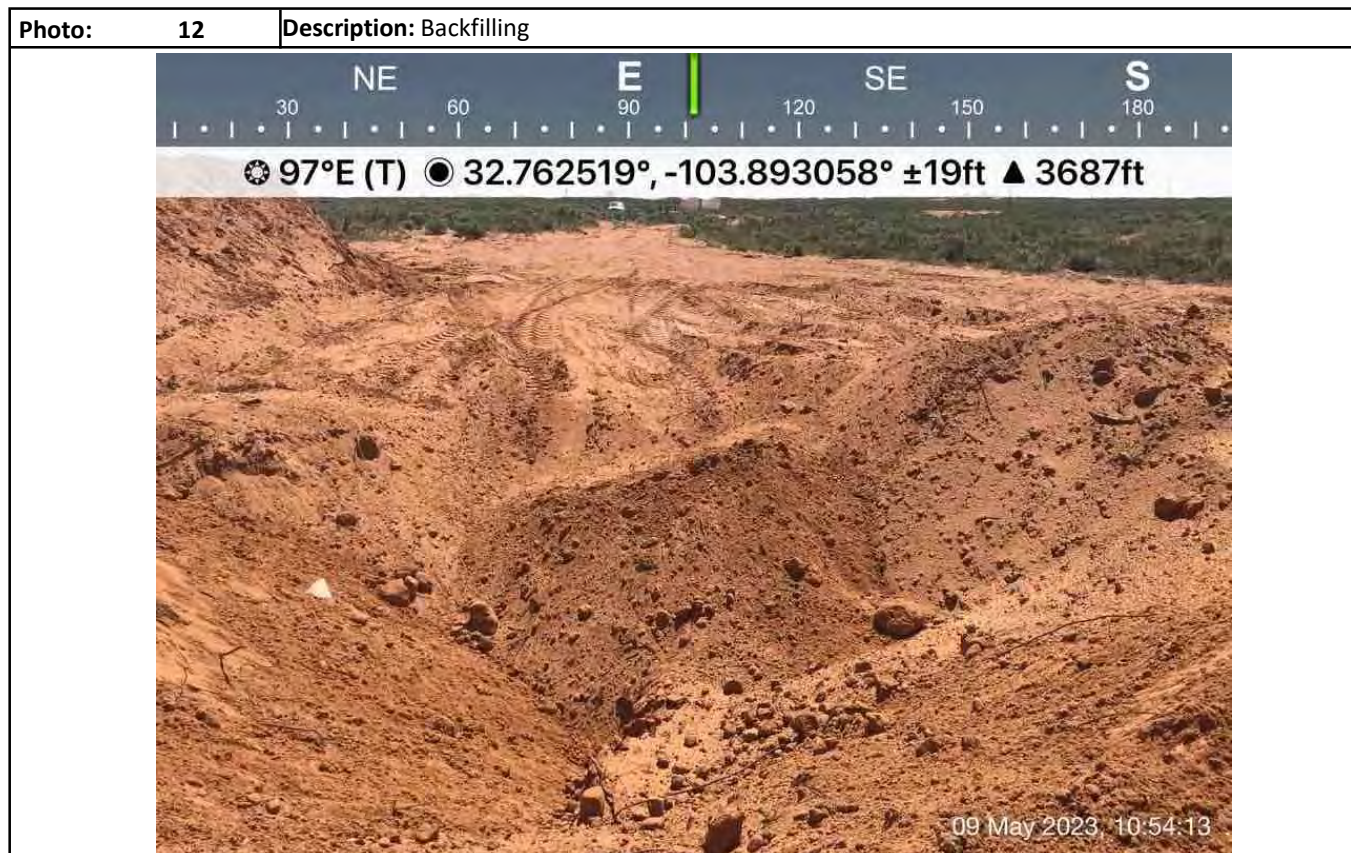 Photo: 12 Description: Backfilling
NE E SE S
30 60 90 120 150 180
97°E (T) 32.762519°, -103.893058° ±19ft ▲ 3687ft
09 May 2023, 10:54:13